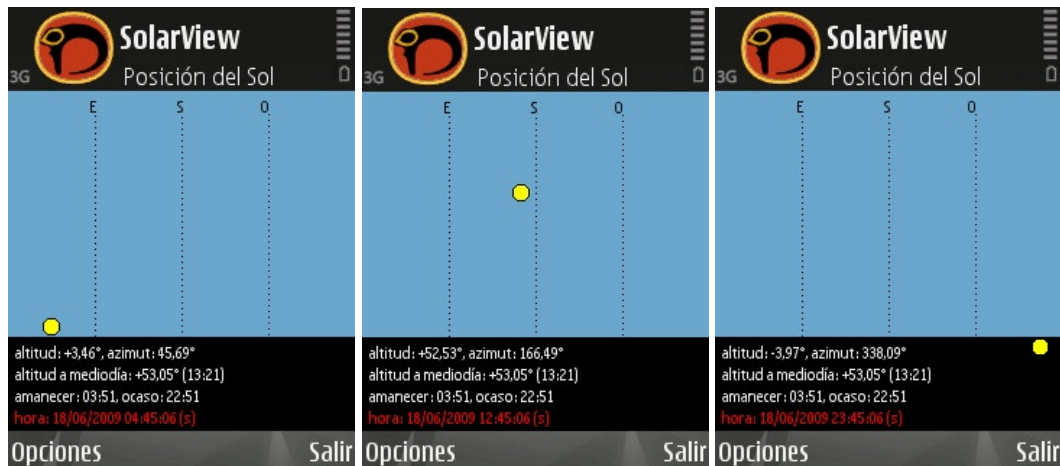 SolarView
3G Posición del Sol
E S O
altitud: +3,46°, azimut: 45,69°
altitud a mediodía: +53,05° (13:21)
amanecer: 03:51, ocaso: 22:51
hora: 18/06/2009 04:45:06 (s)
Opciones Salir
SolarView
3G Posición del Sol
E S O
altitud: +52,53°, azimut: 166,49°
altitud a mediodía: +53,05° (13:21)
amanecer: 03:51, ocaso: 22:51
hora: 18/06/2009 12:45:06 (s)
Opciones Salir
SolarView
3G Posición del Sol
E S O
altitud: -3,97°, azimut: 338,09°
altitud a mediodía: +53,05° (13:21)
amanecer: 03:51, ocaso: 22:51
hora: 18/06/2009 23:45:06 (s)
Opciones Salir